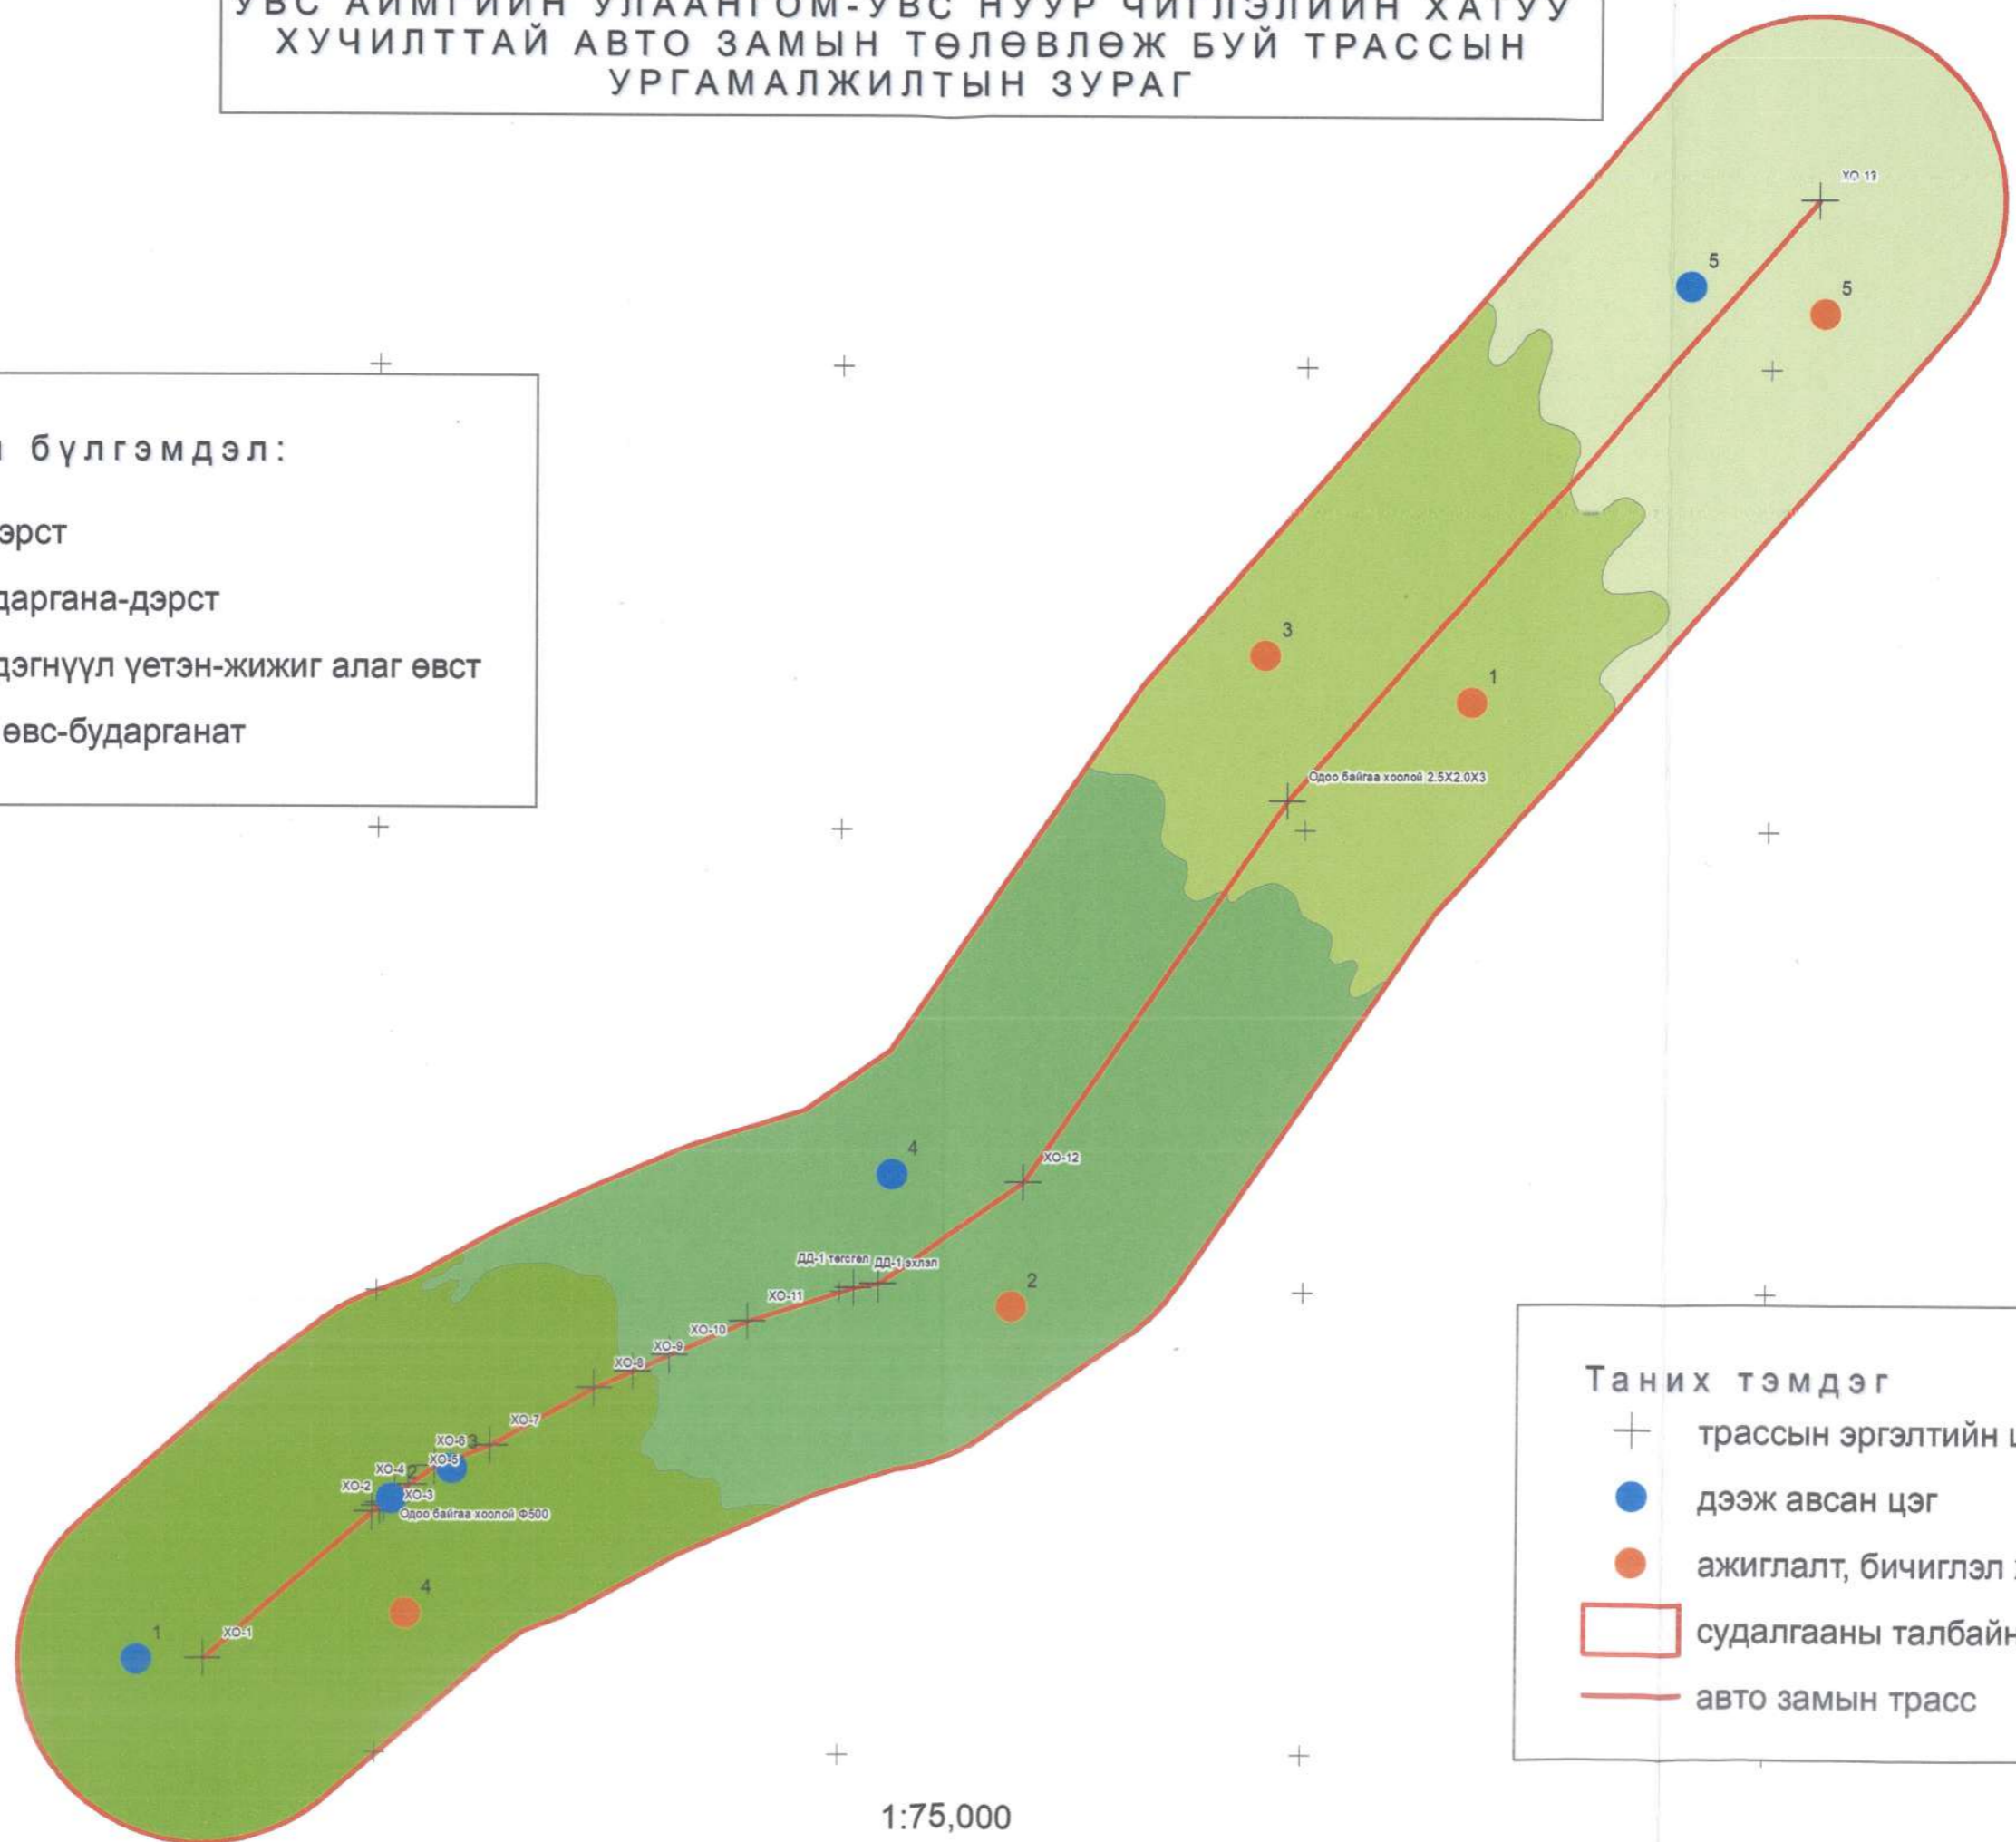 УВС АЙМГИЙН УЛААНГОМ-УВС НУУР ЧИГЛЭЛИЙН ХАТУУ
ХУЧИЛТТАЙ АВТО ЗАМЫН ТӨЛӨВЛӨЖ БУЙ ТРАССЫН
УРГАМАЛЖИЛТЫН ЗУРАГ
ХО-13
5
5
бүлгэмдэл:
эрст
даргана-дэрст
дэгнүүл үетэн-жижиг алаг өвст
өвс-бударганат
3
1
Одоо байгаа хоолой 2.5X2.0X3
4
ХО-12
ДД-1 төгсгөл
ДД-1 эхлэл
2
ХО-11
ХО-10
ХО-9
ХО-8
ХО-7
ХО-6
3
ХО-5
ХО-4
2
ХО-2
ХО-3
Одоо байгаа хоолой Ф500
4
1
ХО-1
Таних тэмдэг
трассын эргэлтийн ц
дээж авсан цэг
ажиглалт, бичиглэл
судалгааны талбайн
авто замын трасс
1:75,000